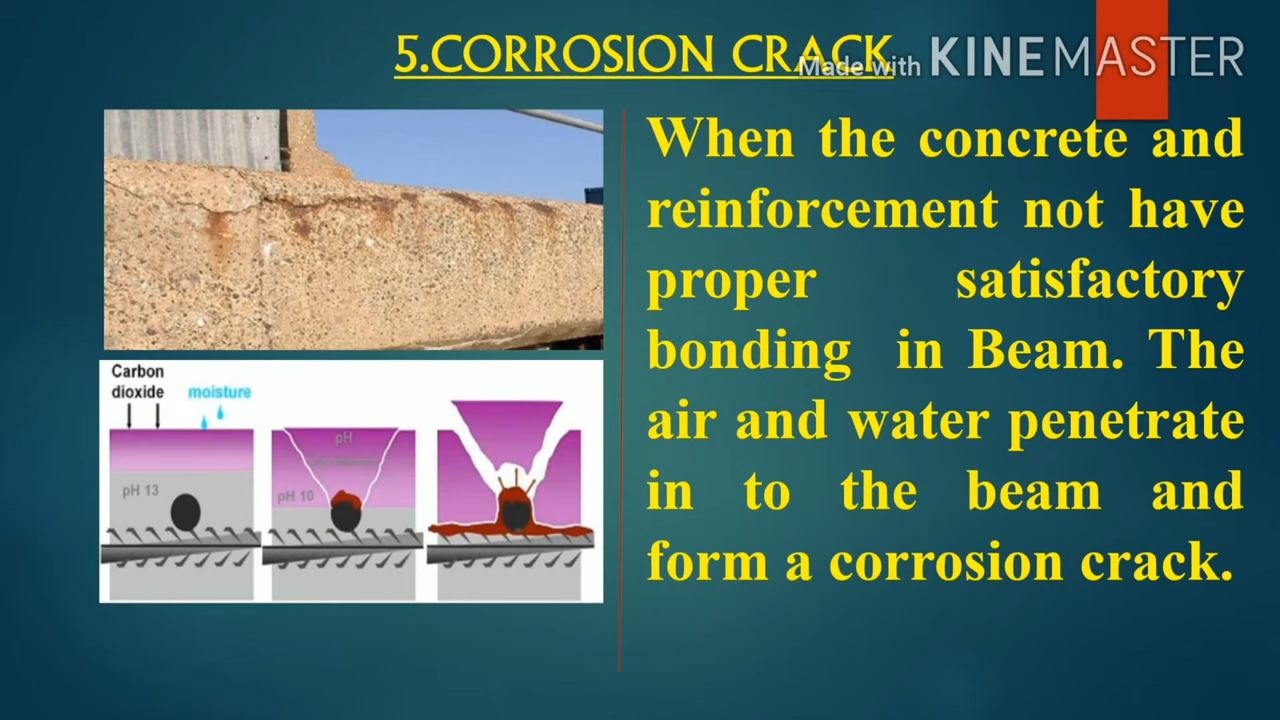 5.CORROSION CRACK
Made with KINEMASTER
When the concrete and
reinforcement not have
proper satisfactory
bonding in Beam. The
air and water penetrate
in to the beam and
form a corrosion crack.
Carbon
dioxide
moisture
pH 13
pH
pH 10